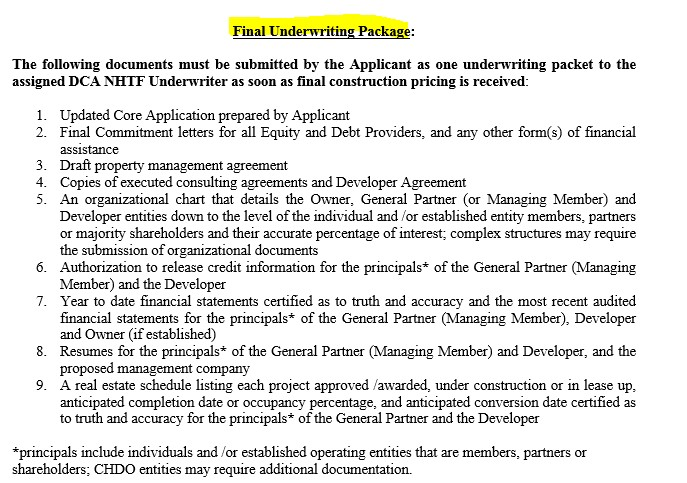 Final Underwriting Package:
The following documents must be submitted by the Applicant as one underwriting packet to the
assigned DCA NHTF Underwriter as soon as final construction pricing is received:
1. Updated Core Application prepared by Applicant
2. Final Commitment letters for all Equity and Debt Providers, and any other form(s) of financial
assistance
3. Draft property management agreement
4. Copies of executed consulting agreements and Developer Agreement
5. An organizational chart that details the Owner, General Partner (or Managing Member) and
Developer entities down to the level of the individual and /or established entity members, partners
or majority shareholders and their accurate percentage of interest; complex structures may require
the submission of organizational documents
6. Authorization to release credit information for the principals* of the General Partner (Managing
Member) and the Developer
7. Year to date financial statements certified as to truth and accuracy and the most recent audited
financial statements for the principals* of the General Partner (Managing Member), Developer
and Owner (if established)
8. Resumes for the principals* of the General Partner (Managing Member) and Developer, and the
proposed management company
9. A real estate schedule listing each project approved /awarded, under construction or in lease up,
anticipated completion date or occupancy percentage, and anticipated conversion date certified as
to truth and accuracy for the principals* of the General Partner and the Developer
*principals include individuals and /or established operating entities that are members, partners or
shareholders; CHDO entities may require additional documentation.